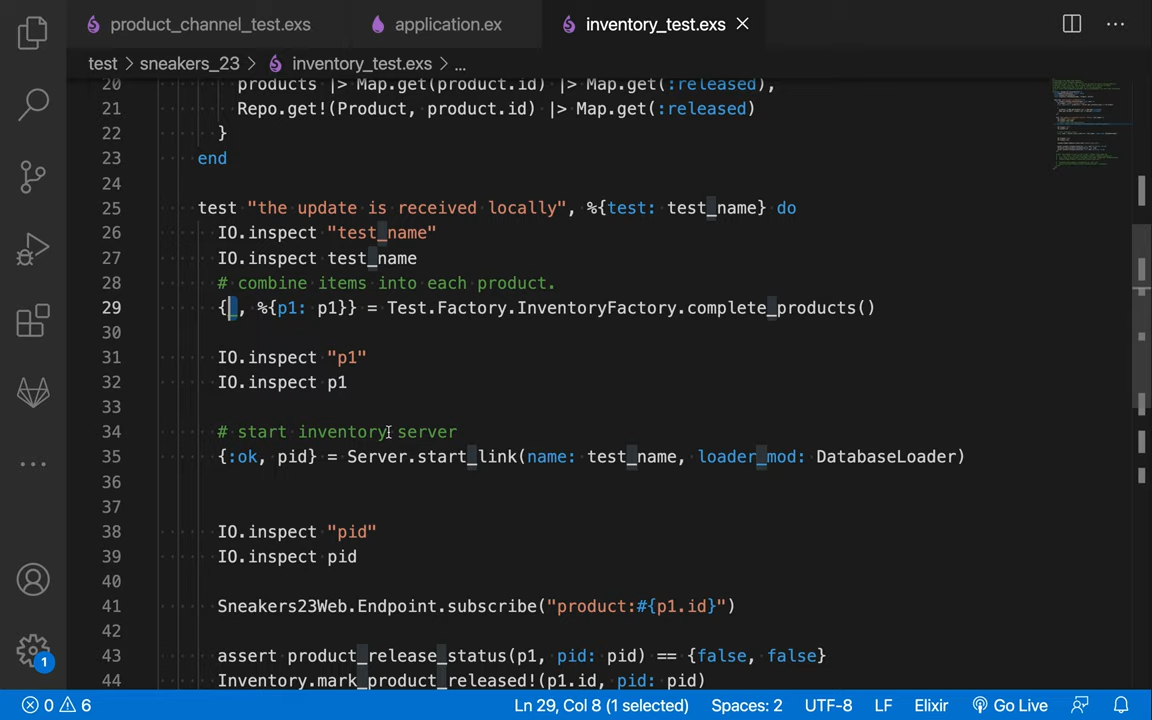 product_channel_test.exs application.ex inventory_test.exs
test > sneakers_23 > inventory_test.exs > ...
20 products |> Map.get(product.id) |> Map.get(:released),
21 Repo.get!(Product, product.id) |> Map.get(:released)
22 }
23 end
24
25 test "the update is received locally", %{test: test_name} do
26 IO.inspect "test_name"
27 IO.inspect test_name
28 # combine items into each product.
29 {_, %{p1: p1}} = Test.Factory.InventoryFactory.complete_products()
30
31 IO.inspect "p1"
32 IO.inspect p1
33
34 # start inventory server
35 {:ok, pid} = Server.start_link(name: test_name, loader_mod: DatabaseLoader)
36
37
38 IO.inspect "pid"
39 IO.inspect pid
40
41 Sneakers23Web.Endpoint.subscribe("product:#{p1.id}")
42
43 assert product_release_status(p1, pid: pid) == {false, false}
44 Inventory.mark_product_released!(p1.id, pid: pid)
1 0 6 Ln 29, Col 8 (1 selected) Spaces: 2 UTF-8 LF Elixir Go Live